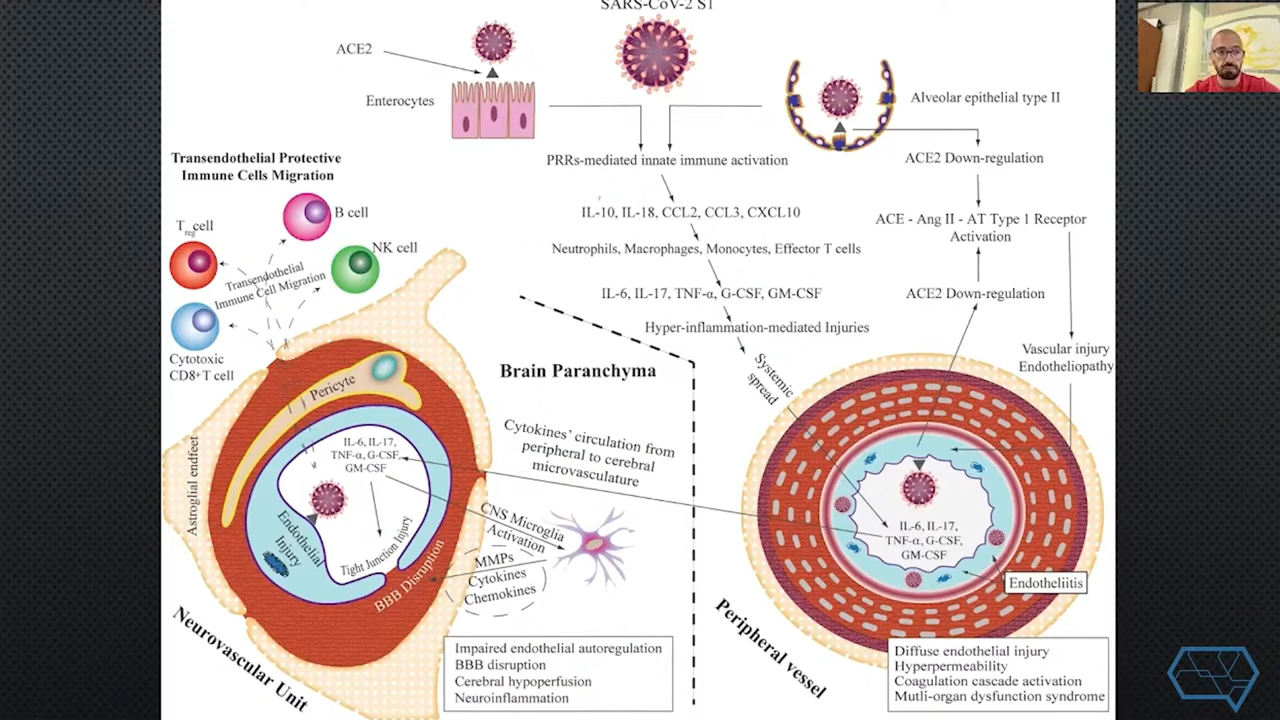 SARS-CoV-2 S1
ACE2
Enterocytes
Alveolar epithelial type II
PRRs-mediated innate immune activation
ACE2 Down-regulation
Transendothelial Protective
Immune Cells Migration
IL-10, IL-18, CCL2, CCL3, CXCL10
ACE - Ang II - AT Type 1 Receptor
Activation
B cell
Treg cell
NK cell
Neutrophils, Macrophages, Monocytes, Effector T cells
Transendothelial
Immune Cell Migration
IL-6, IL-17, TNF-α, G-CSF, GM-CSF
ACE2 Down-regulation
Hyper-inflammation-mediated Injuries
Cytotoxic
CD8+T cell
Systemic
spread
Vascular injury
Endotheliopathy
Brain Paranchyma
Pericyte
Cytokines' circulation from
peripheral to cerebral
microvasculature
Astroglial endfeet
IL-6, IL-17,
TNF-α, G-CSF,
GM-CSF
Endothelial
Injury
Tight Junction Injury
BBB Disruption
CNS Microglia
Activation
MMPs
Cytokines
Chemokines
IL-6, IL-17,
TNF-α, G-CSF,
GM-CSF
Endotheliitis
Neurovascular Unit
Peripheral vessel
Impaired endothelial autoregulation
BBB disruption
Cerebral hypoperfusion
Neuroinflammation
Diffuse endothelial injury
Hyperpermeability
Coagulation cascade activation
Mutli-organ dysfunction syndrome